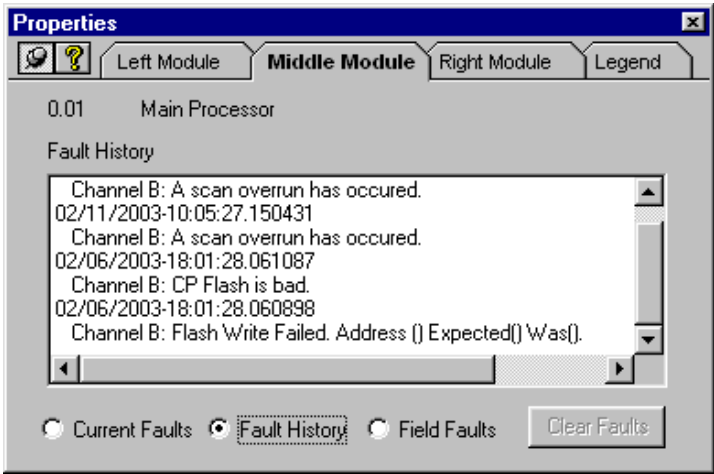 Properties
Left Module Middle Module Right Module Legend
0.01 Main Processor
Fault History
Channel B: A scan overrun has occured.
02/11/2003-10:05:27.150431
Channel B: A scan overrun has occured.
02/06/2003-18:01:28.061087
Channel B: CP Flash is bad.
02/06/2003-18:01:28.060898
Channel B: Flash Write Failed. Address () Expected() Was().
Current Faults Fault History Field Faults Clear Faults